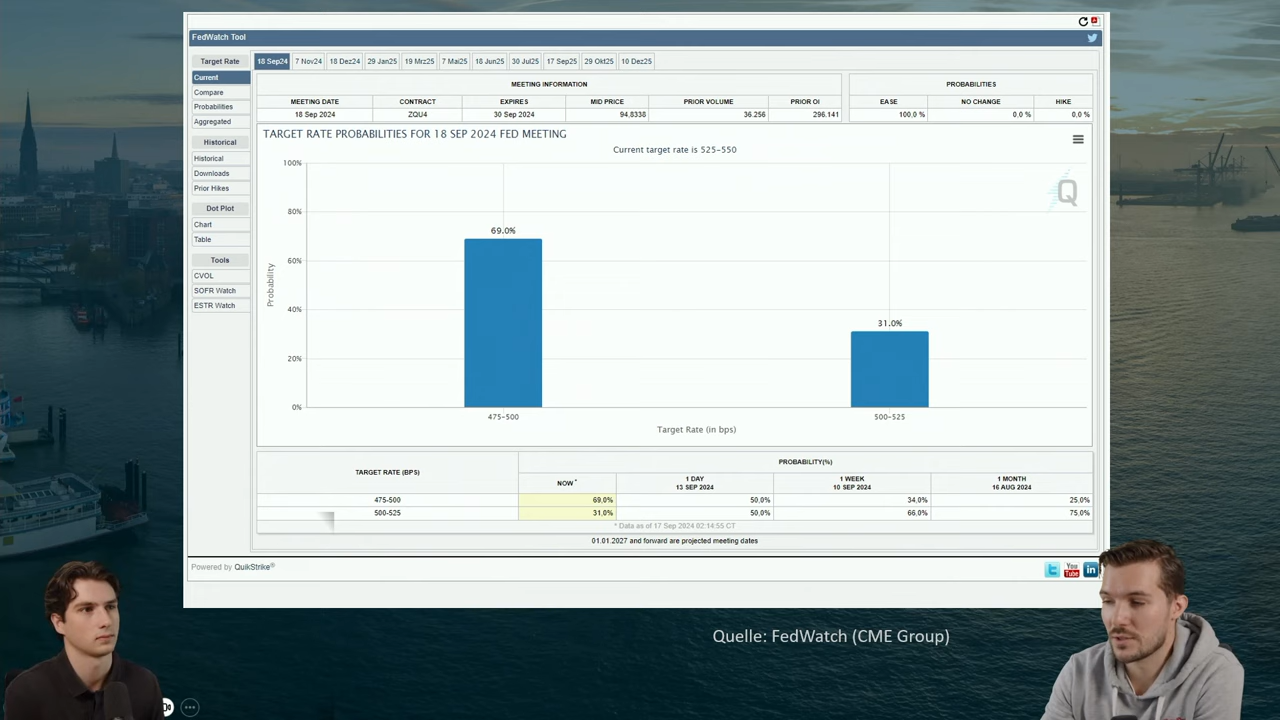 FedWatch Tool
Target Rate
Current
Compare
Probabilities
Aggregated
Historical
Historical
Downloads
Prior Hikes
Dot Plot
Chart
Table
Tools
CVOL
SOFR Watch
ESTR Watch
18 Sep24 7 Nov24 18 Dez24 29 Jan25 19 Mrz25 7 Mai25 18 Jun25 30 Jul25 17 Sep25 29 Okt25 10 Dez25
MEETING INFORMATION
MEETING DATE CONTRACT EXPIRES MID PRICE PRIOR VOLUME PRIOR OI
18 Sep 2024 ZQU4 30 Sep 2024 94,8338 36.256 296.141
PROBABILITIES
EASE NO CHANGE HIKE
100,0 % 0,0 % 0,0 %
TARGET RATE PROBABILITIES FOR 18 SEP 2024 FED MEETING
Current target rate is 525-550
Q
Probability
100%
80%
60%
40%
20%
0%
69.0%
31.0%
475-500 500-525
Target Rate (in bps)
TARGET RATE (BPS) PROBABILITY(%)
NOW * 1 DAY 13 SEP 2024 1 WEEK 10 SEP 2024 1 MONTH 16 AUG 2024
475-500 69,0% 50,0% 34,0% 25,0%
500-525 31,0% 50,0% 66,0% 75,0%
* Data as of 17 Sep 2024 02:14:55 CT
01.01.2027 and forward are projected meeting dates
Powered by QuikStrike®
You Tube
in
Quelle: FedWatch (CME Group)